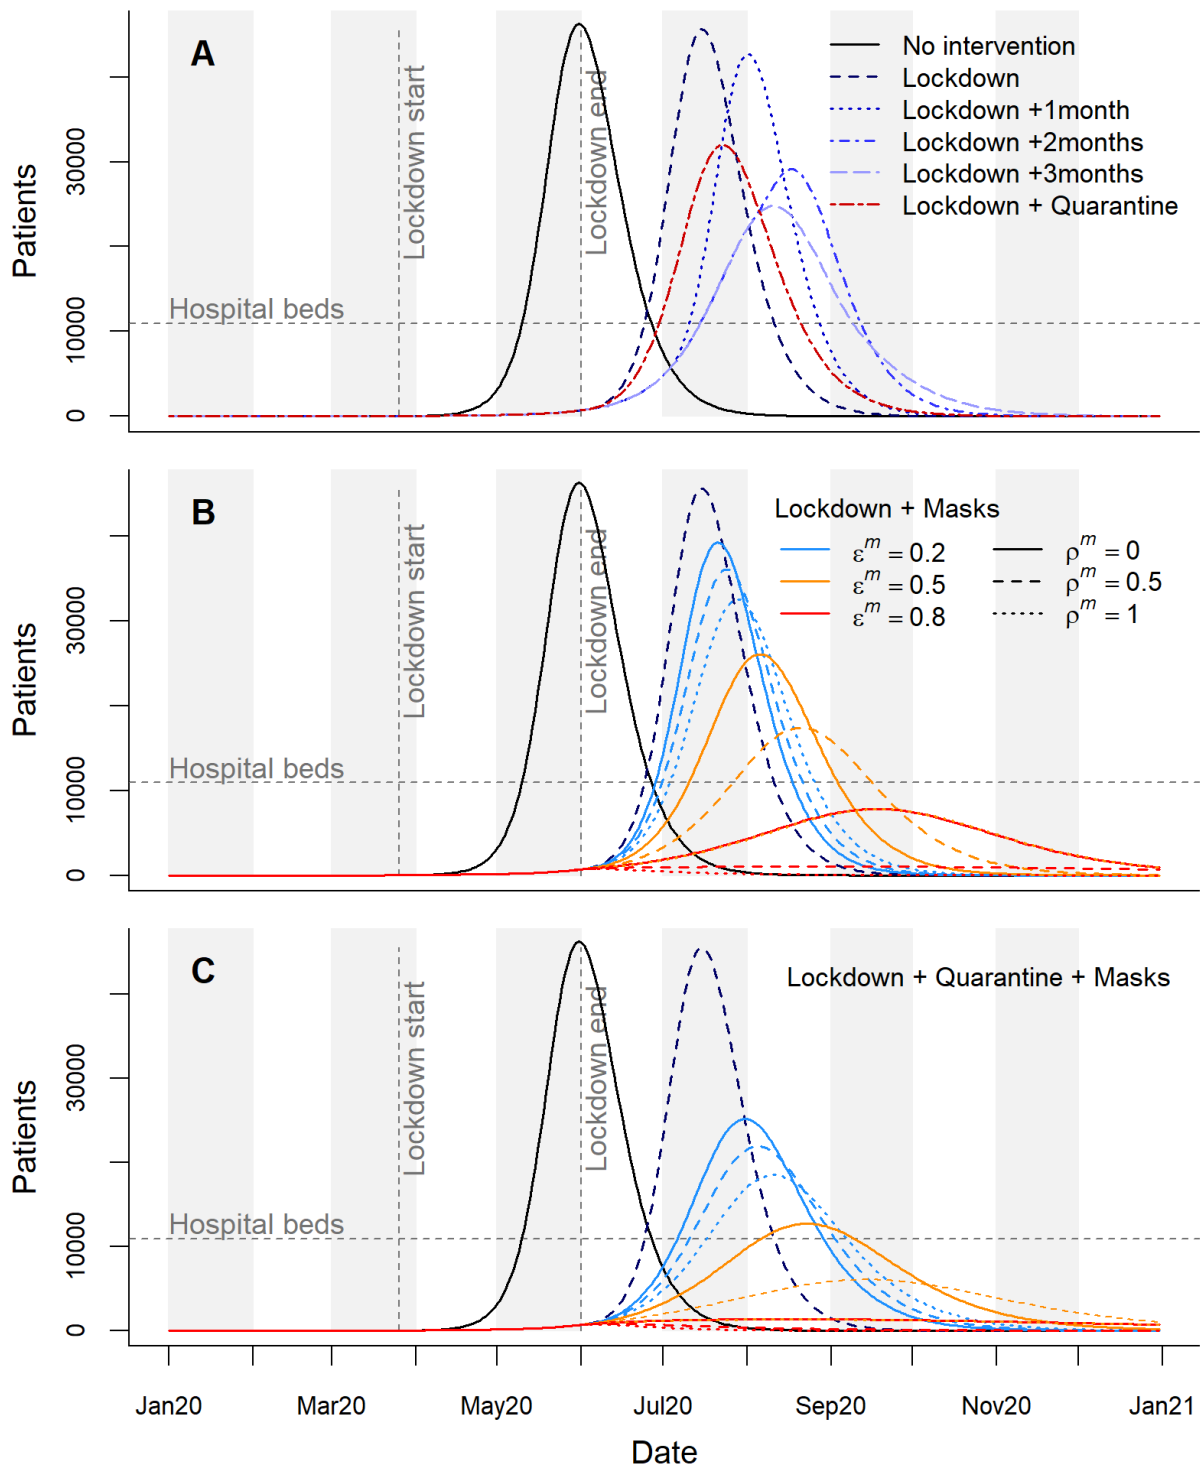 A
No intervention
Lockdown
Lockdown +1month
Lockdown +2months
Lockdown +3months
Lockdown + Quarantine
Lockdown start
Lockdown end
Hospital beds
Patients
30000
10000
0
B
Lockdown + Masks
εᵐ = 0.2
ρᵐ = 0
εᵐ = 0.5
ρᵐ = 0.5
εᵐ = 0.8
ρᵐ = 1
Lockdown start
Lockdown end
Hospital beds
Patients
30000
10000
0
C
Lockdown + Quarantine + Masks
Lockdown start
Lockdown end
Hospital beds
Patients
30000
10000
0
Jan20 Mar20 May20 Jul20 Sep20 Nov20 Jan21
Date